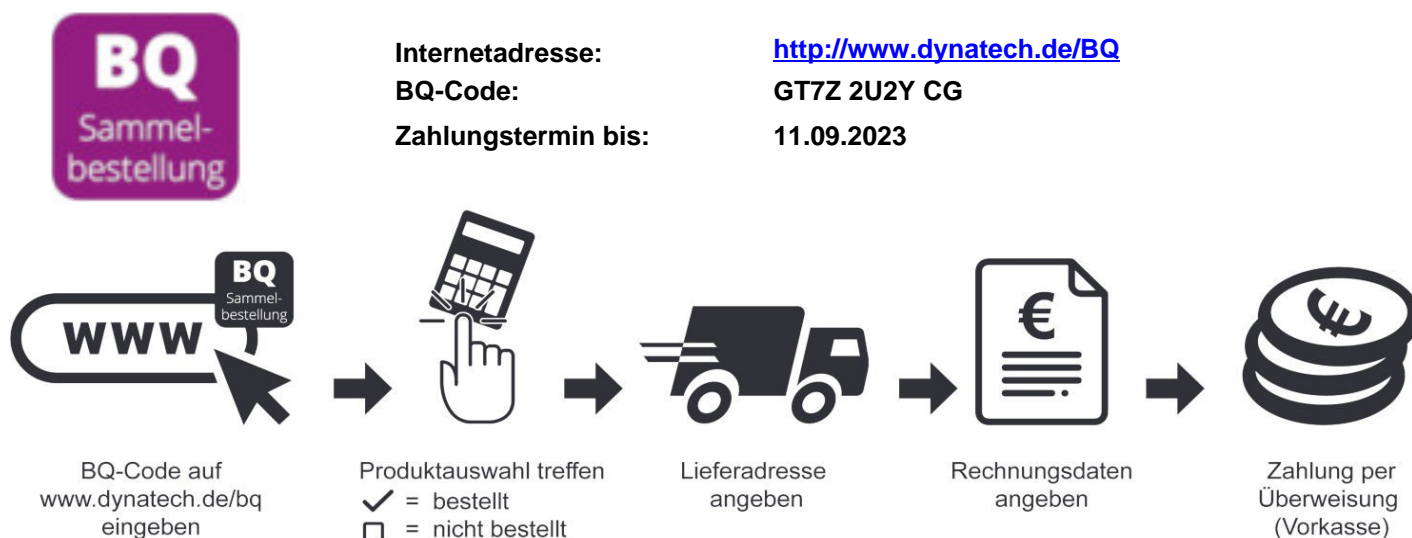 BQ
Sammel-
bestellung
Internetadresse: http://www.dynatech.de/BQ
BQ-Code: GT7Z 2U2Y CG
Zahlungstermin bis: 11.09.2023
www
BQ
Sammel-
bestellung
€
€
BQ-Code auf
www.dynatech.de/bq
eingeben
Produktauswahl treffen
✓ = bestellt
☐ = nicht bestellt
Lieferadresse
angeben
Rechnungsdaten
angeben
Zahlung per
Überweisung
(Vorkasse)